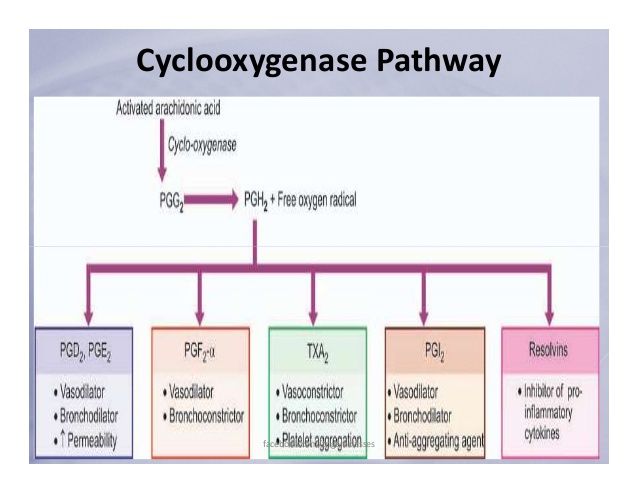 Cyclooxygenase Pathway
Activated arachidonic acid
Cyclo-oxygenase
PGG₂
PGH₂ + Free oxygen radical
PGD₂, PGE₂
• Vasodilator
• Bronchodilator
• ↑ Permeability
PGF₂-α
• Vasodilator
• Bronchoconstrictor
TXA₂
• Vasoconstrictor
• Bronchoconstrictor
• Platelet aggregation
PGI₂
• Vasodilator
• Bronchodilator
• Anti-aggregating agent
Resolvins
• Inhibitor of pro-
inflammatory
cytokines